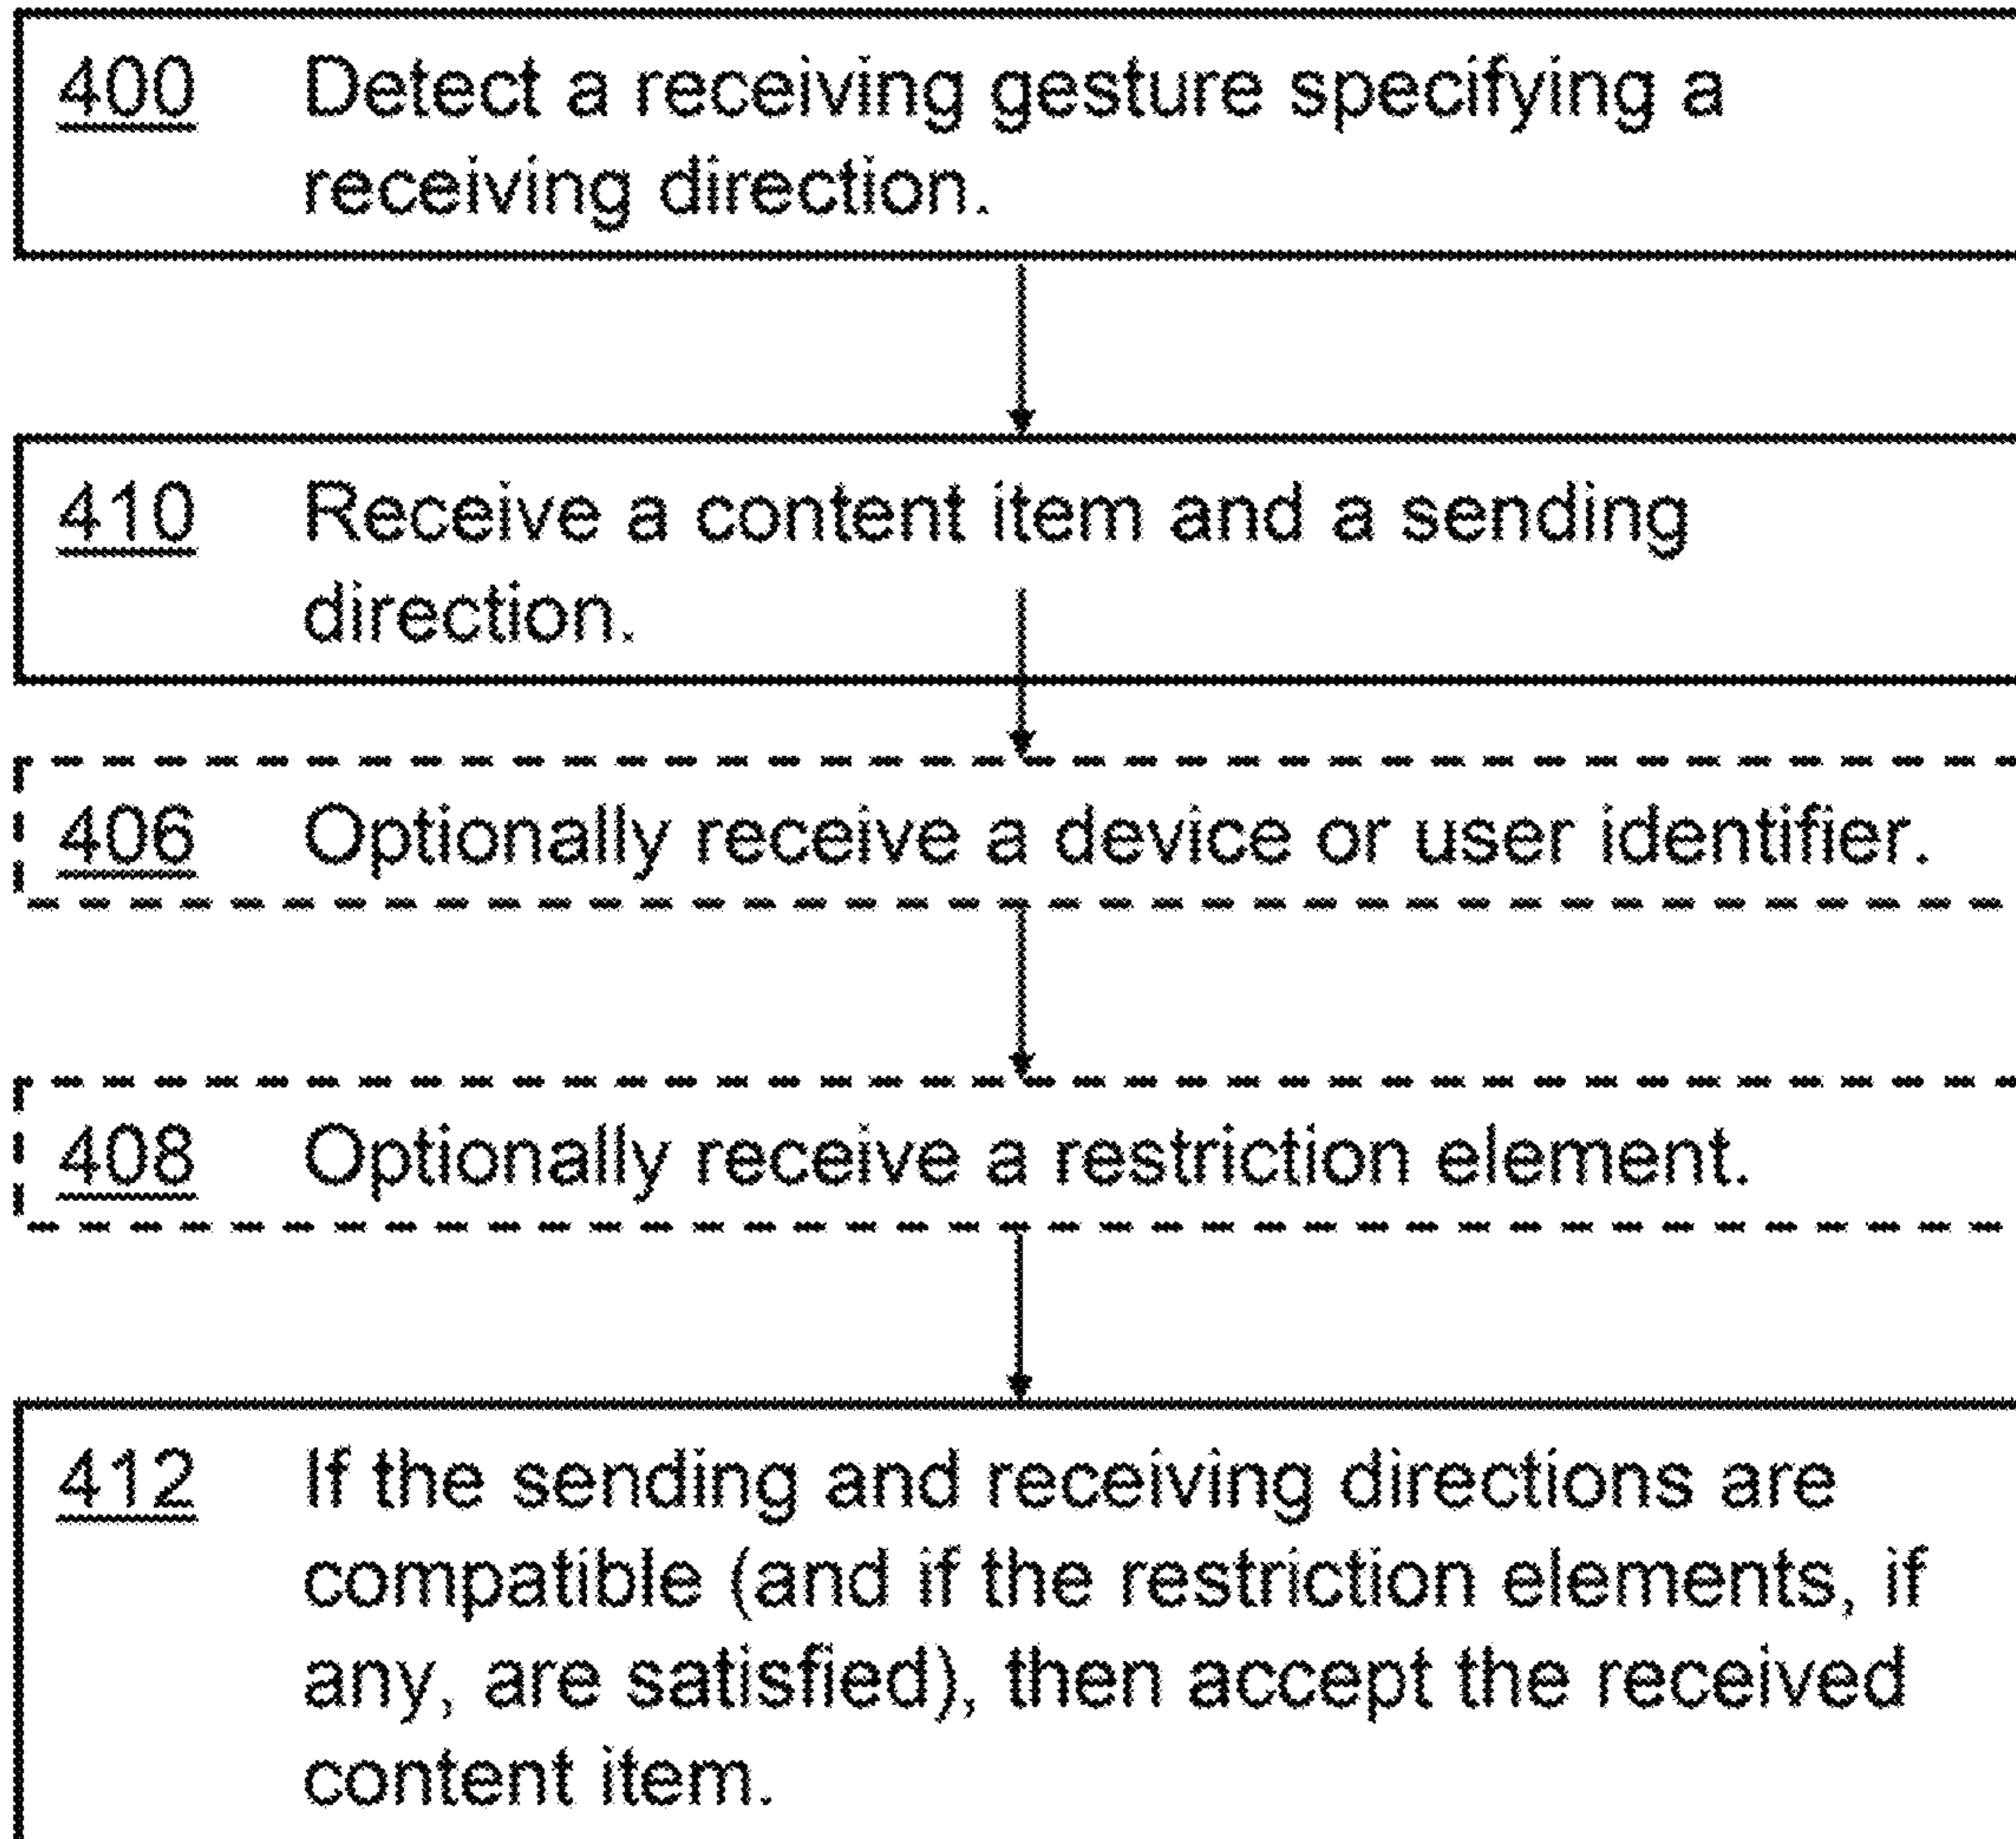 400 Detect a receiving gesture specifying a
receiving direction.
410 Receive a content item and a sending
direction.
406 Optionally receive a device or user identifier.
408 Optionally receive a restriction element.
412 If the sending and receiving directions are
compatible (and if the restriction elements, if
any, are satisfied), then accept the received
content item.